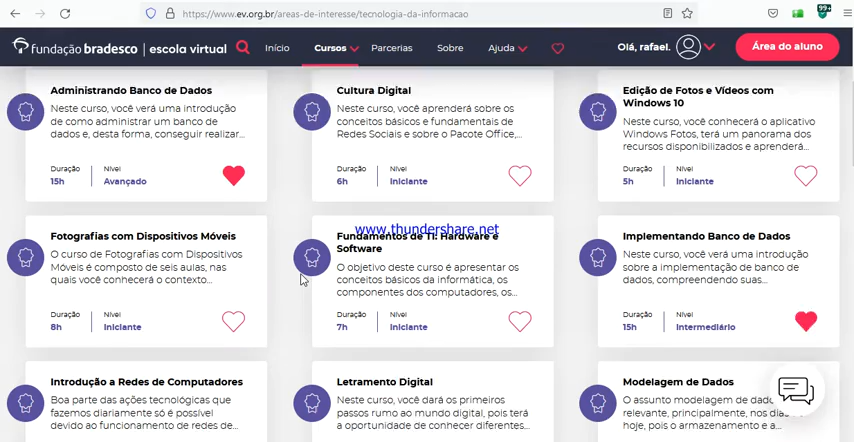 https://www.ev.org.br/areas-de-interesse/tecnologia-da-informacao
99+
fundação bradesco | escola virtual
Início
Cursos
Parcerias
Sobre
Ajuda
Olá, rafael.
Área do aluno
Administrando Banco de Dados
Neste curso, você verá uma introdução
de como administrar um banco de
dados e, desta forma, conseguir realizar...
Duração
Nível
15h
Avançado
Cultura Digital
Neste curso, você aprenderá sobre os
conceitos básicos e fundamentais de
Redes Sociais e sobre o Pacote Office,...
Duração
Nível
6h
Iniciante
Edição de Fotos e Vídeos com
Windows 10
Neste curso, você conhecerá o aplicativo
Windows Fotos, terá um panorama dos
recursos disponibilizados e aprenderá...
Duração
Nível
5h
Iniciante
www.thundershare.net
Fotografias com Dispositivos Móveis
O curso de Fotografias com Dispositivos
Móveis é composto de seis aulas, nas
quais você conhecerá o contexto...
Duração
Nível
8h
Iniciante
Fundamentos de TI: Hardware e
Software
O objetivo deste curso é apresentar os
conceitos básicos da informática, os
componentes dos computadores, os...
Duração
Nível
7h
Iniciante
Implementando Banco de Dados
Neste curso, você verá uma introdução
sobre a implementação de banco de
dados, compreendendo suas...
Duração
Nível
15h
Intermediário
Introdução a Redes de Computadores
Boa parte das ações tecnológicas que
fazemos diariamente só é possível
devido ao funcionamento de redes de...
Letramento Digital
Neste curso, você dará os primeiros
passos rumo ao mundo digital, pois terá
a oportunidade de conhecer diferentes...
Modelagem de Dados
O assunto modelagem de dados
relevante, principalmente, nos dias
hoje, pois o armazenamento e a